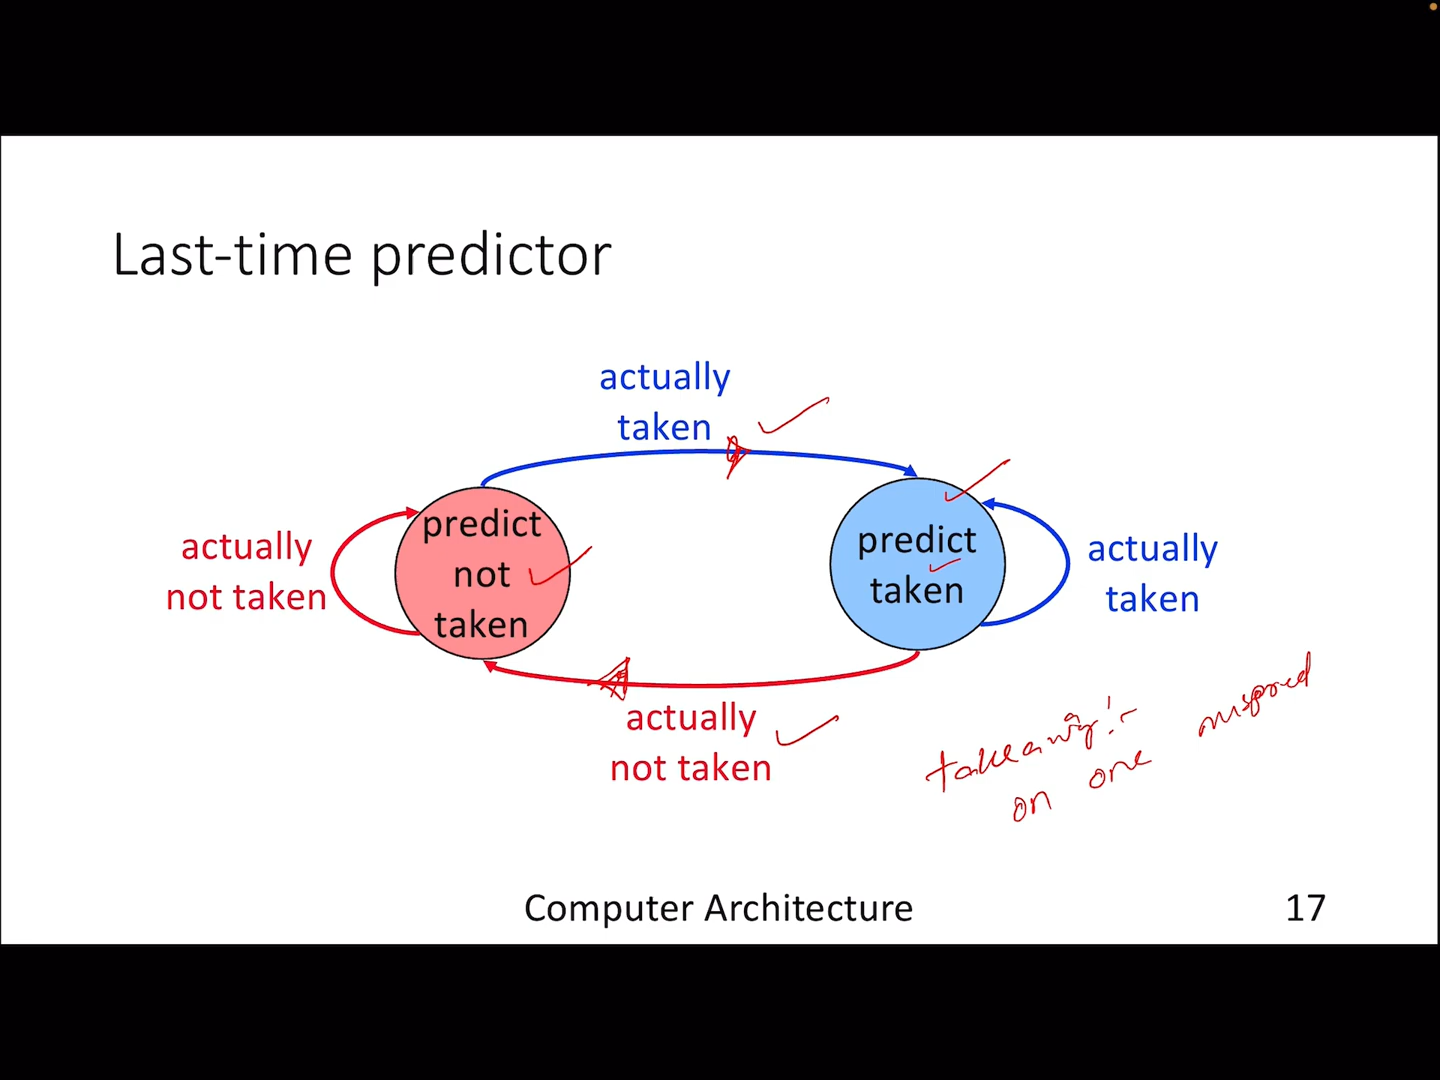 Last-time predictor
actually
taken
predict
not
taken
predict
taken
actually
not taken
actually
taken
actually
not taken
takeaway:-
on one mispred
Computer Architecture
17